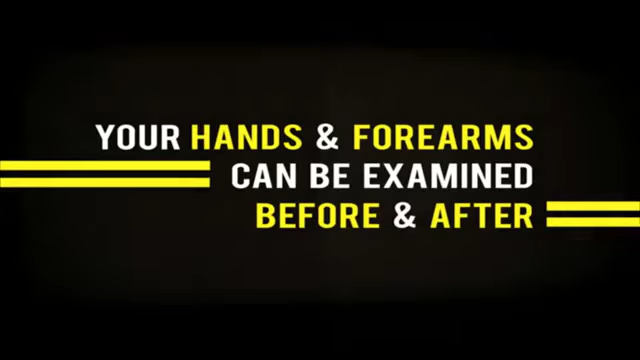 YOUR HANDS & FOREARMS
CAN BE EXAMINED
BEFORE & AFTER